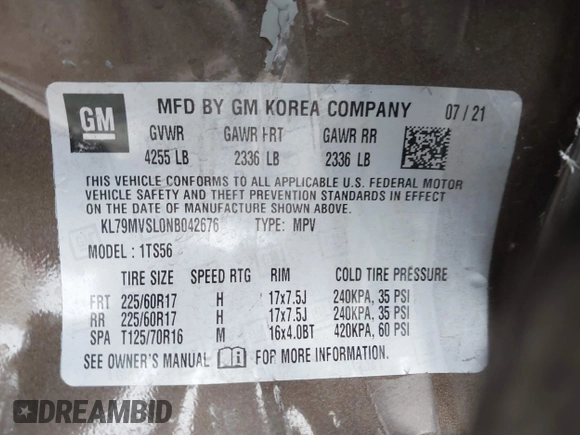 GM
MFD BY GM KOREA COMPANY 07/21
GVWR GAWR FRT GAWR RR
4255 LB 2336 LB 2336 LB
THIS VEHICLE CONFORMS TO ALL APPLICABLE U.S. FEDERAL MOTOR
VEHICLE SAFETY AND THEFT PREVENTION STANDARDS IN EFFECT ON THE
DATE OF MANUFACTURE SHOWN ABOVE.
KL79MVSL0NB042676 TYPE: MPV
MODEL : 1TS56
TIRE SIZE SPEED RTG RIM COLD TIRE PRESSURE
FRT 225/60R17 H 17x7.5J 240KPA, 35 PSI
RR 225/60R17 H 17x7.5J 240KPA, 35 PSI
SPA T125/70R16 M 16x4.0BT 420KPA, 60 PSI
SEE OWNER'S MANUAL FOR MORE INFORMATION.
DREAMBID